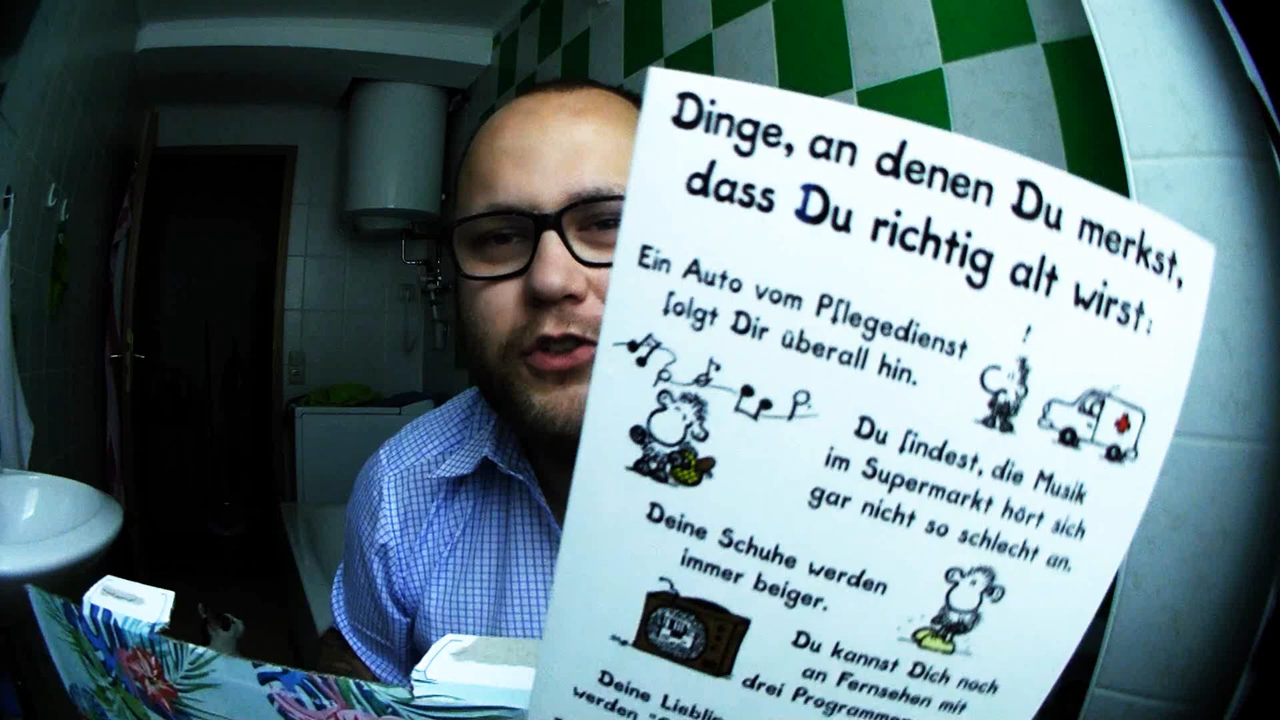 Dinge, an denen Du merkst,
dass Du richtig alt wirst:
Ein Auto vom Pflegedienst
folgt Dir überall hin.
!
Du findest, die Musik
im Supermarkt hört sich
gar nicht so schlecht an.
Deine Schuhe werden
immer beiger.
Du kannst Dich noch
an Fernsehen mit
drei Programmen
Deine
werden